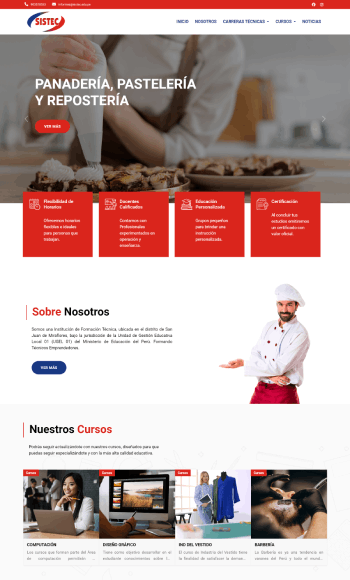 SISTEC
INICIO NOSOTROS CARRERAS TÉCNICAS CURSOS NOTICIAS
PANADERÍA, PASTELERÍA
Y REPOSTERÍA
VER MÁS
Flexibilidad de
Horarios
Ofrecemos horarios
flexibles e ideales
para personas que
trabajan.
Docentes
Calificados
Contamos con
Profesionales
experimentados en
operación y
enseñanza.
Educación
Personalizada
Grupos pequeños
para brindar una
instrucción
personalizada.
Certificación
Al concluir tus
estudios emitiremos
un certificado con
valor oficial.
Sobre Nosotros
Somos una Institución de Formación Técnica, ubicada en el distrito de San
Juan de Miraflores, bajo la jurisdicción de la Unidad de Gestión Educativa
Local 01 (UGEL 01) del Ministerio de Educación del Perú. Formando
Técnicos Emprendedores.
VER MÁS
Nuestros Cursos
Podrás seguir actualizándote con nuestros cursos, diseñados para que
puedas seguir especializándote y con la más alta calidad educativa.
Cursos
Cursos
Cursos
Cursos
COMPUTACIÓN
Los cursos que forman parte del Área
de computación permitirán ...
DISEÑO GRÁFICO
Tiene como objetivo desarrollar en el
estudiante conocimientos sobre l...
IND DEL VESTIDO
El curso de Industria del Vestido tiene
la finalidad de satisfacer la deman...
BARBERÍA
La Barbería es ya una tendencia en
varones del Perú y todo el mund...